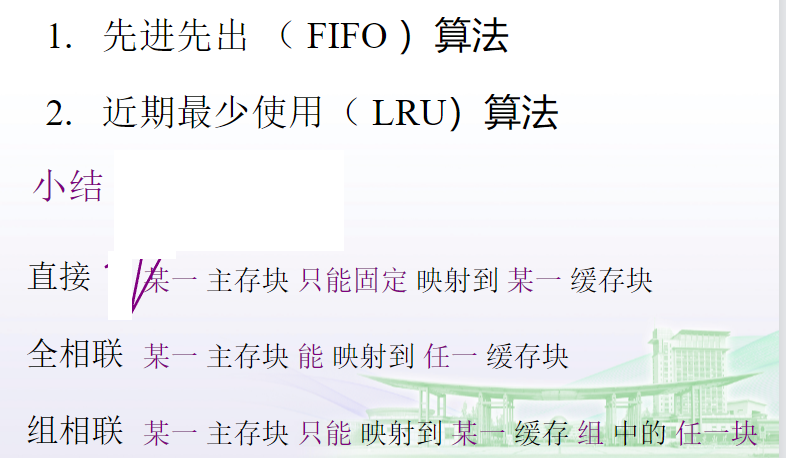 1. 先进先出 （ FIFO ）算法
2. 近期最少使用（ LRU）算法
小结
直接 某一 主存块 只能固定 映射到 某一 缓存块
全相联 某一 主存块 能 映射到 任一 缓存块
组相联 某一 主存块 只能 映射到 某一 缓存 组 中的 任一块